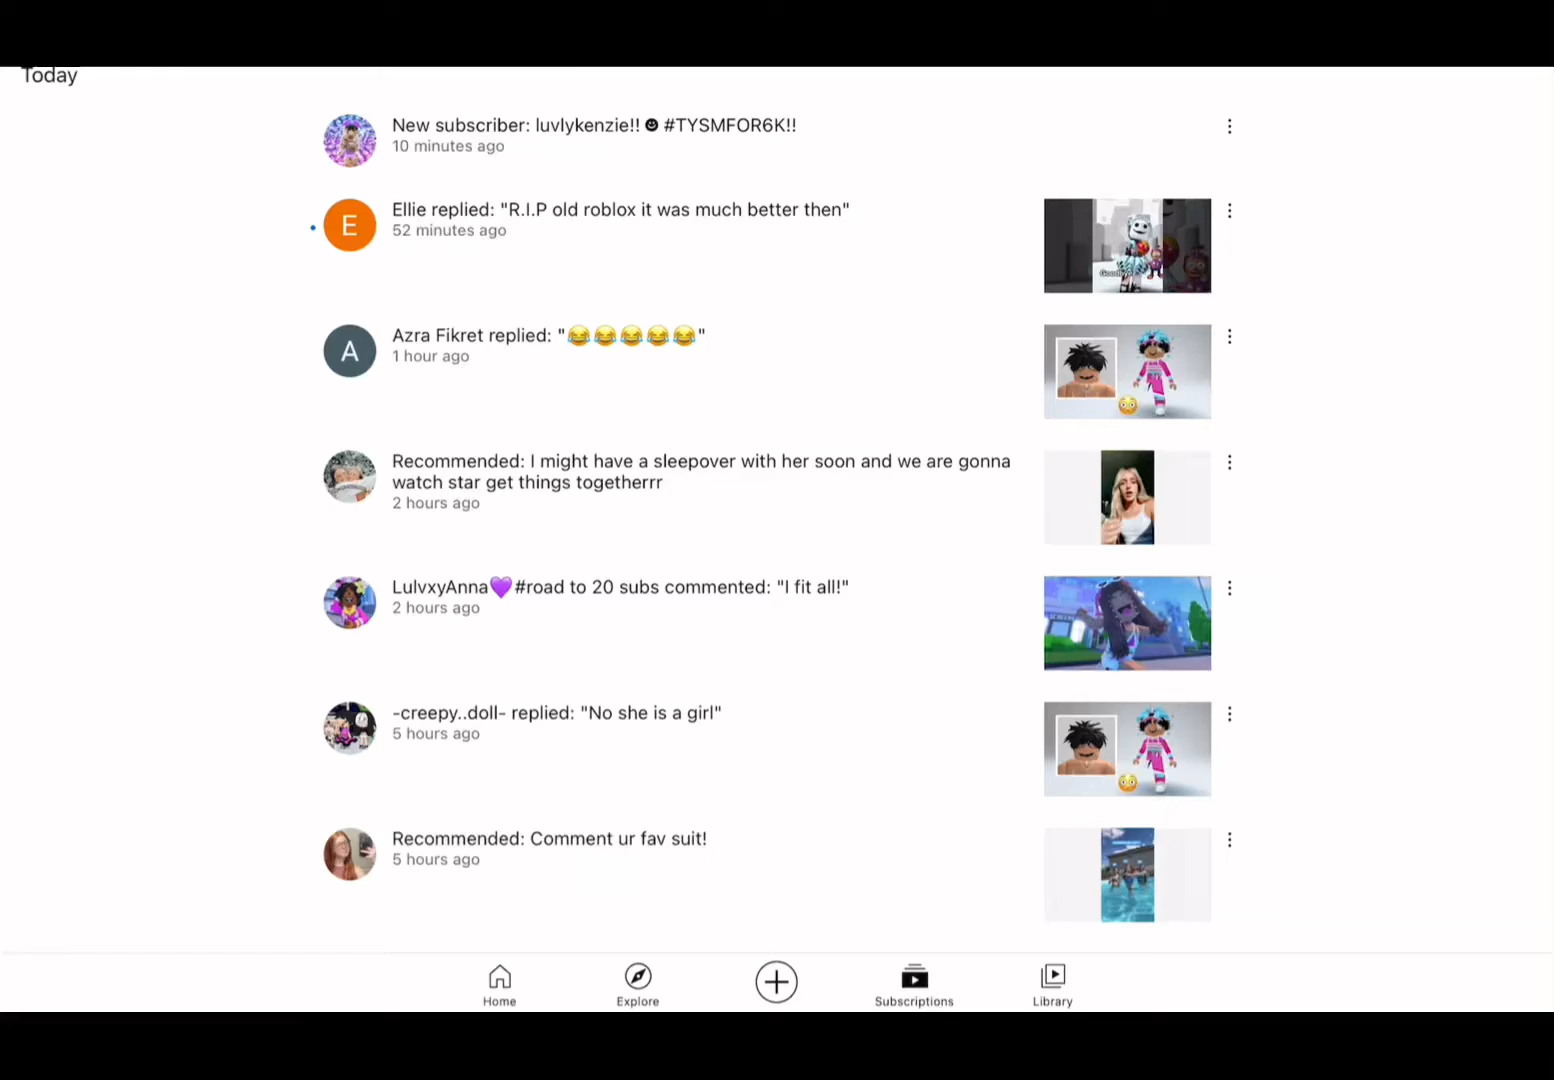 Today
New subscriber: luvlykenzie!! ☻ #TYSMFOR6K!!
10 minutes ago
E
Ellie replied: "R.I.P old roblox it was much better then"
52 minutes ago
A
Azra Fikret replied: "😂😂😂😂😂"
1 hour ago
Recommended: I might have a sleepover with her soon and we are gonna
watch star get things togetherrr
2 hours ago
LulvxyAnna💜#road to 20 subs commented: "I fit all!"
2 hours ago
-creepy..doll- replied: "No she is a girl"
5 hours ago
Recommended: Comment ur fav suit!
5 hours ago
Home
Explore
Subscriptions
Library